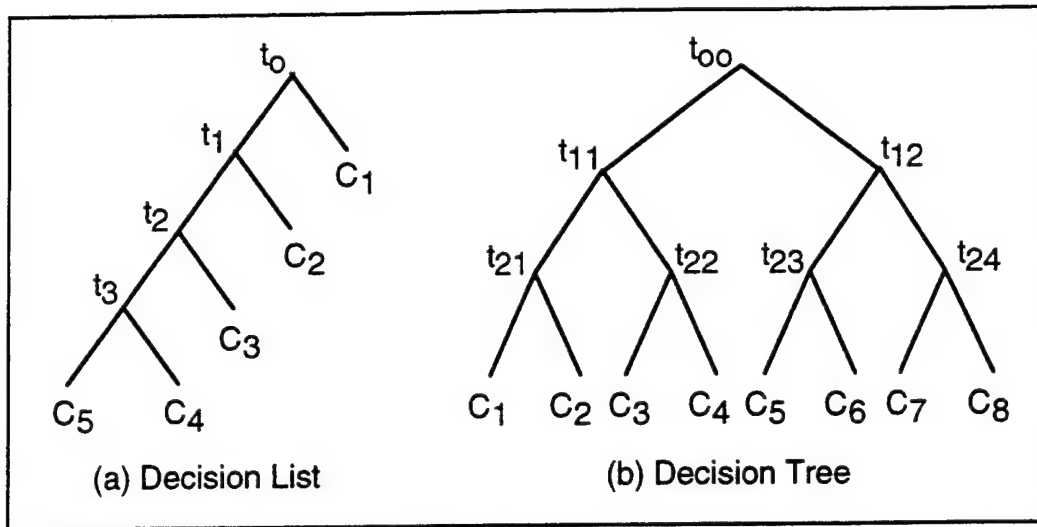 t₀
t₁
C₁
t₂
C₂
t₃
C₃
C₅ C₄
(a) Decision List
t₀₀
t₁₁ t₁₂
t₂₁ t₂₂ t₂₃ t₂₄
C₁ C₂ C₃ C₄ C₅ C₆ C₇ C₈
(b) Decision Tree